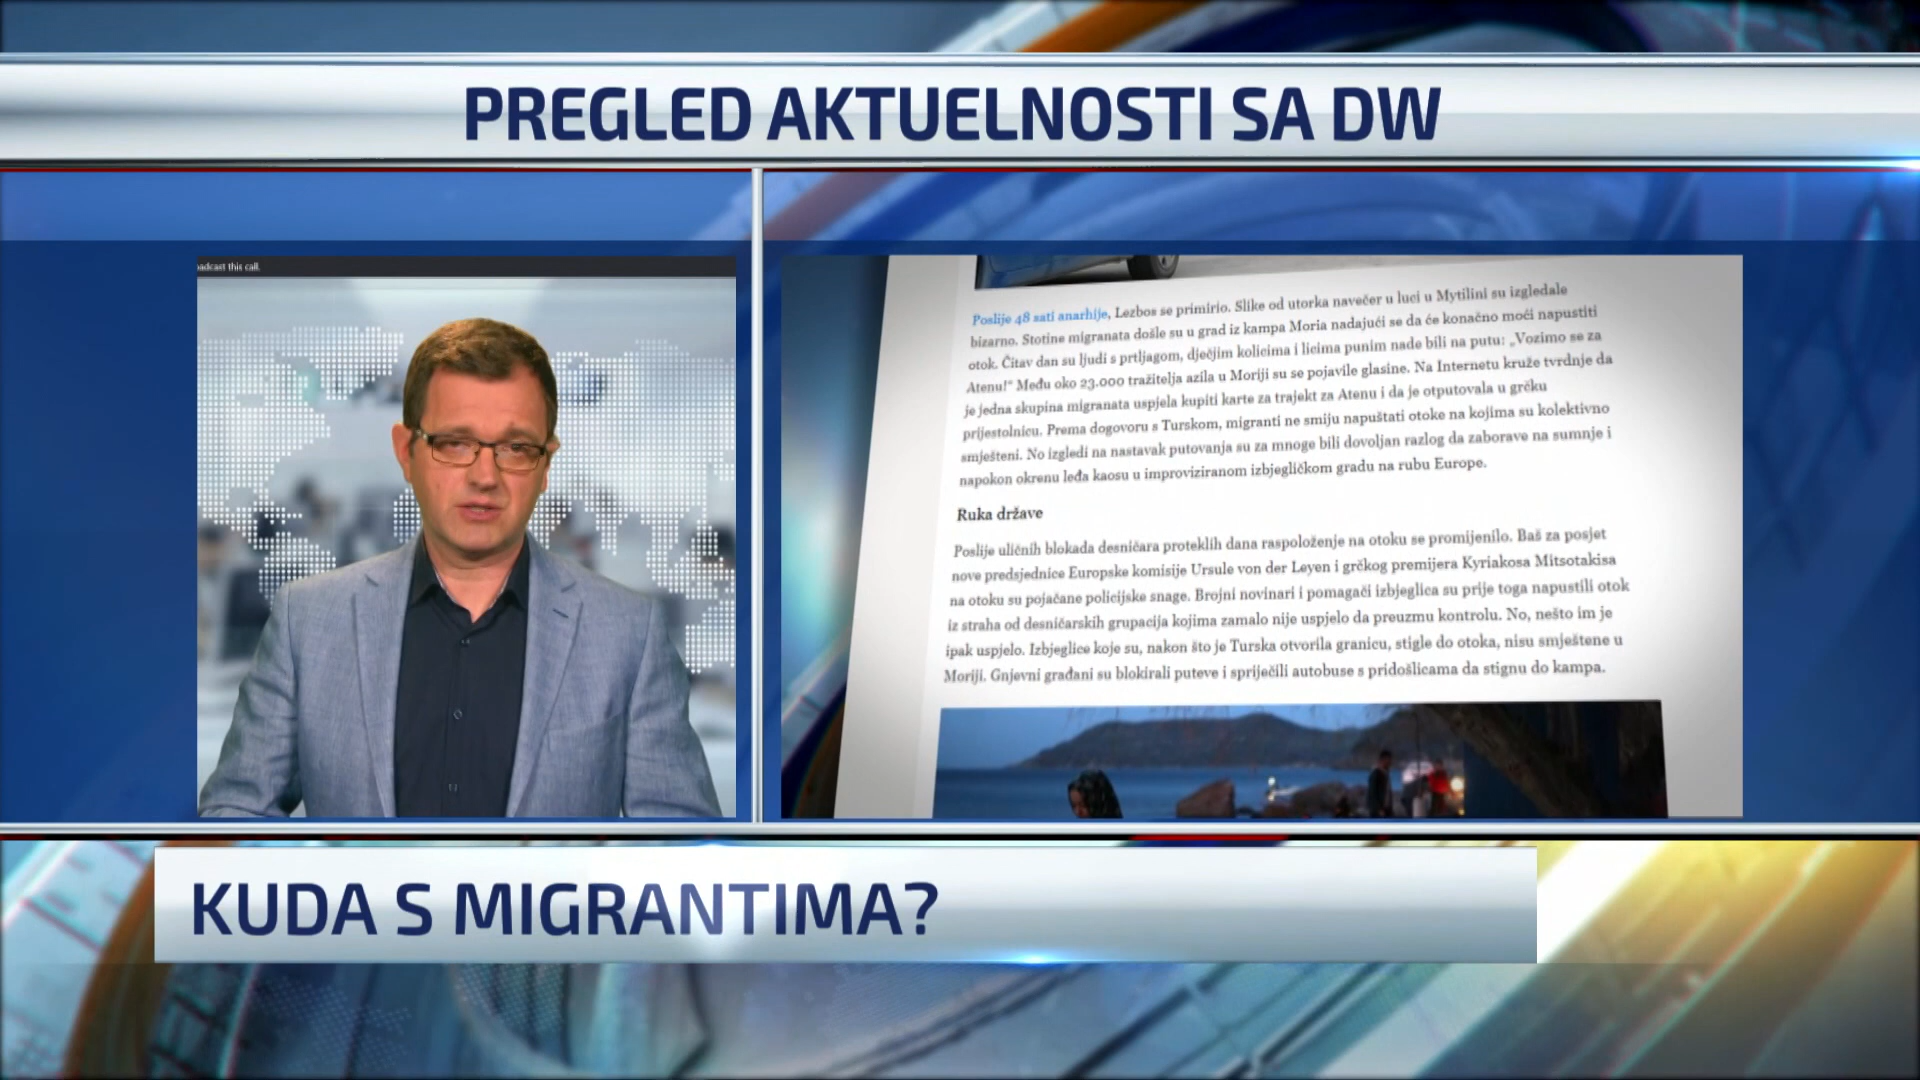 PREGLED AKTUELNOSTI SA DW
adcast this call.
Poslije 48 sati anarhije, Lezbos se primirio. Slike od utorka navečer u luci u Mytilini su izgledale
bizarno. Stotine migranata došle su u grad iz kampa Moria nadajući se da će konačno moći napustiti
otok. Čitav dan su ljudi s prtljagom, dječjim kolicima i licima punim nade bili na putu: „Vozimo se za
Atenu!“ Među oko 23.000 tražitelja azila u Moriji su se pojavile glasine. Na Internetu kruže tvrdnje da
je jedna skupina migranata uspjela kupiti karte za trajekt za Atenu i da je otputovala u grčku
prijestolnicu. Prema dogovoru s Turskom, migranti ne smiju napuštati otoke na kojima su kolektivno
smješteni. No izgledi na nastavak putovanja su za mnoge bili dovoljan razlog da zaborave na sumnje i
napokon okrenu leđa kaosu u improviziranom izbjegličkom gradu na rubu Europe.
Ruka države
Poslije uličnih blokada desničara proteklih dana raspoloženje na otoku se promijenilo. Baš za posjet
nove predsjednice Europske komisije Ursule von der Leyen i grčkog premijera Kyriakosa Mitsotakisa
na otoku su pojačane policijske snage. Brojni novinari i pomagači izbjeglica su prije toga napustili otok
iz straha od desničarskih grupacija kojima zamalo nije uspjelo da preuzmu kontrolu. No, nešto im je
ipak uspjelo. Izbjeglice koje su, nakon što je Turska otvorila granicu, stigle do otoka, nisu smještene u
Moriji. Gnjevni građani su blokirali puteve i spriječili autobuse s pridošlicama da stignu do kampa.
KUDA S MIGRANTIMA?